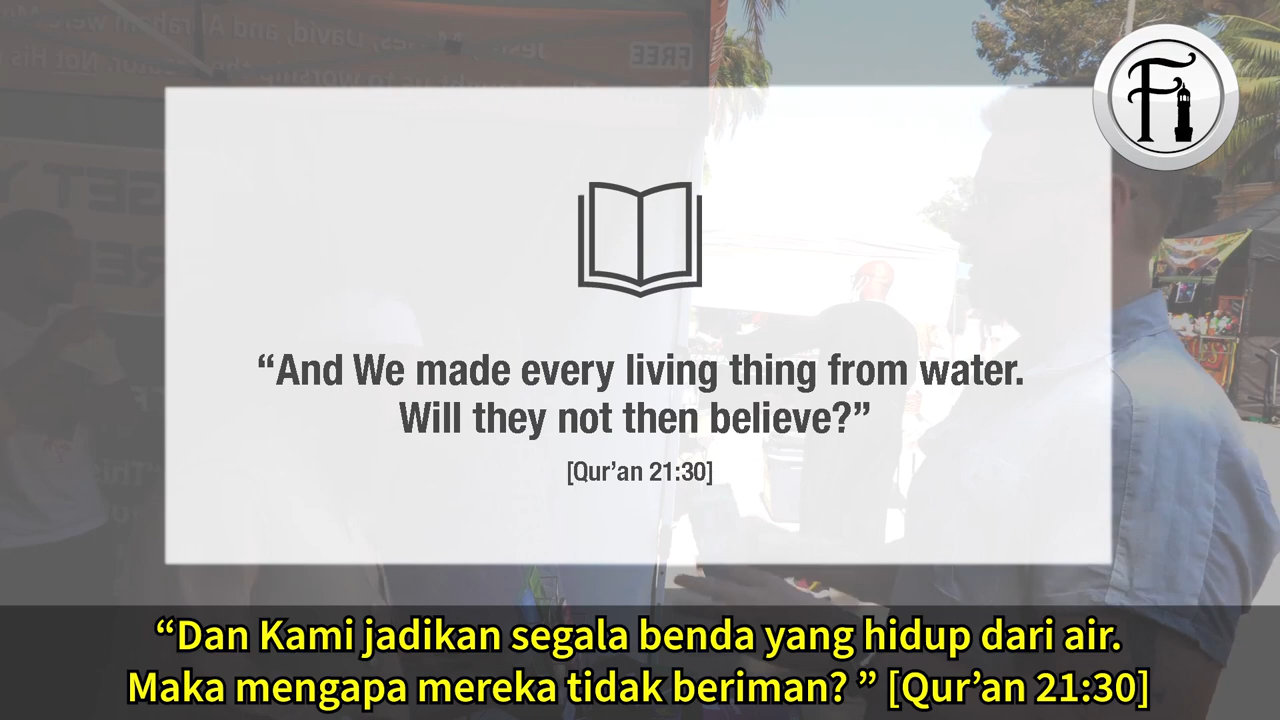 FREE
“And We made every living thing from water.
Will they not then believe?”
[Qur’an 21:30]
“Dan Kami jadikan segala benda yang hidup dari air.
Maka mengapa mereka tidak beriman? ” [Qur’an 21:30]